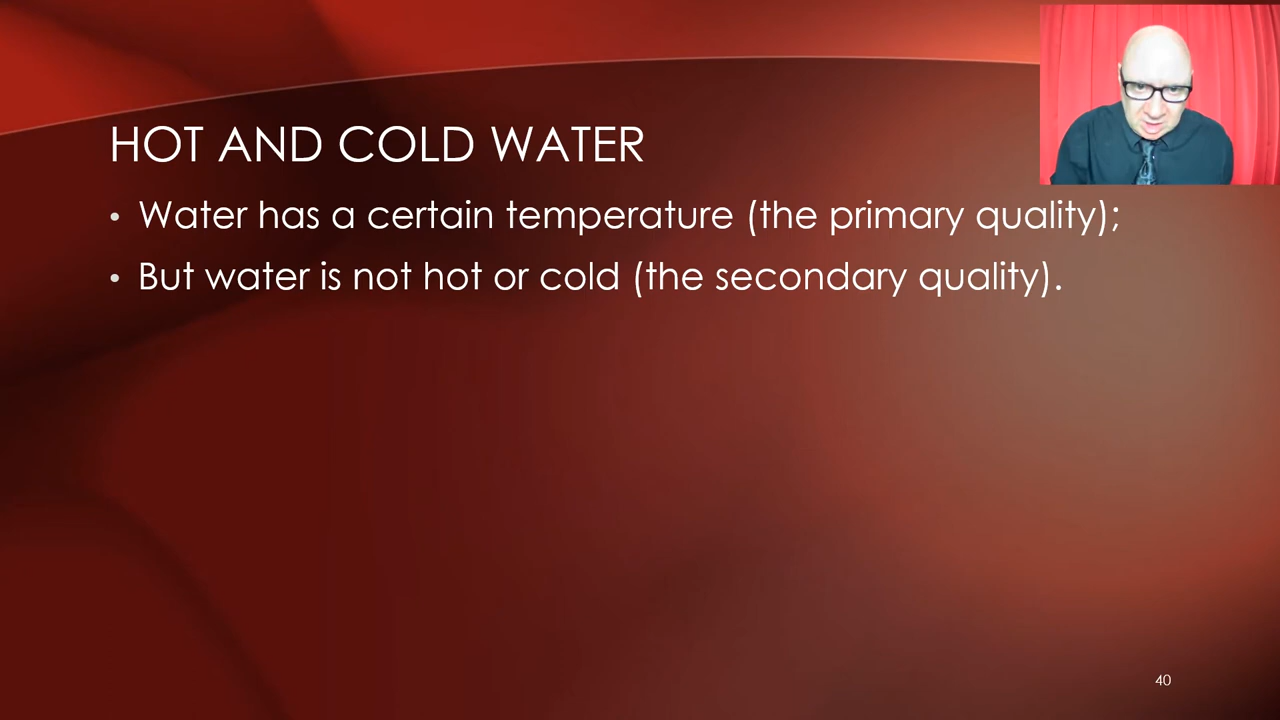 HOT AND COLD WATER
• Water has a certain temperature (the primary quality);
• But water is not hot or cold (the secondary quality).
40